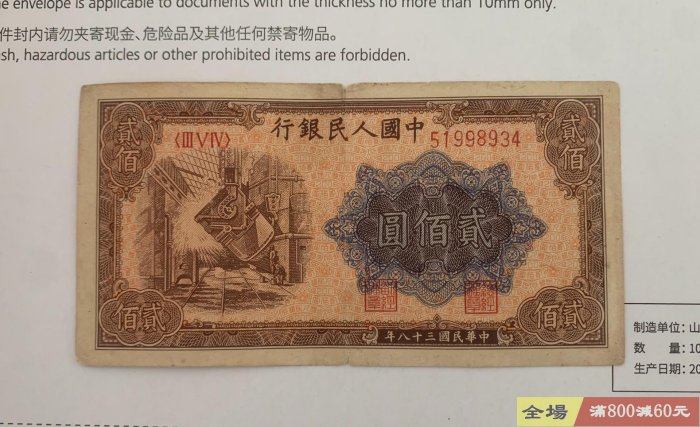 he envelope is applicable to documents with the thickness no more than 10mm only.
件封内请勿夹寄现金、危险品及其他任何禁寄物品。
sh, hazardous articles or other prohibited items are forbidden.
行銀民人國中
〈III V IV〉
51998934
貳佰
貳佰
圓佰貳
佰貳
佰貳
年八十三國民華中
制造单位: 山
数 量: 10
生产日期: 20
全場
滿800減60元